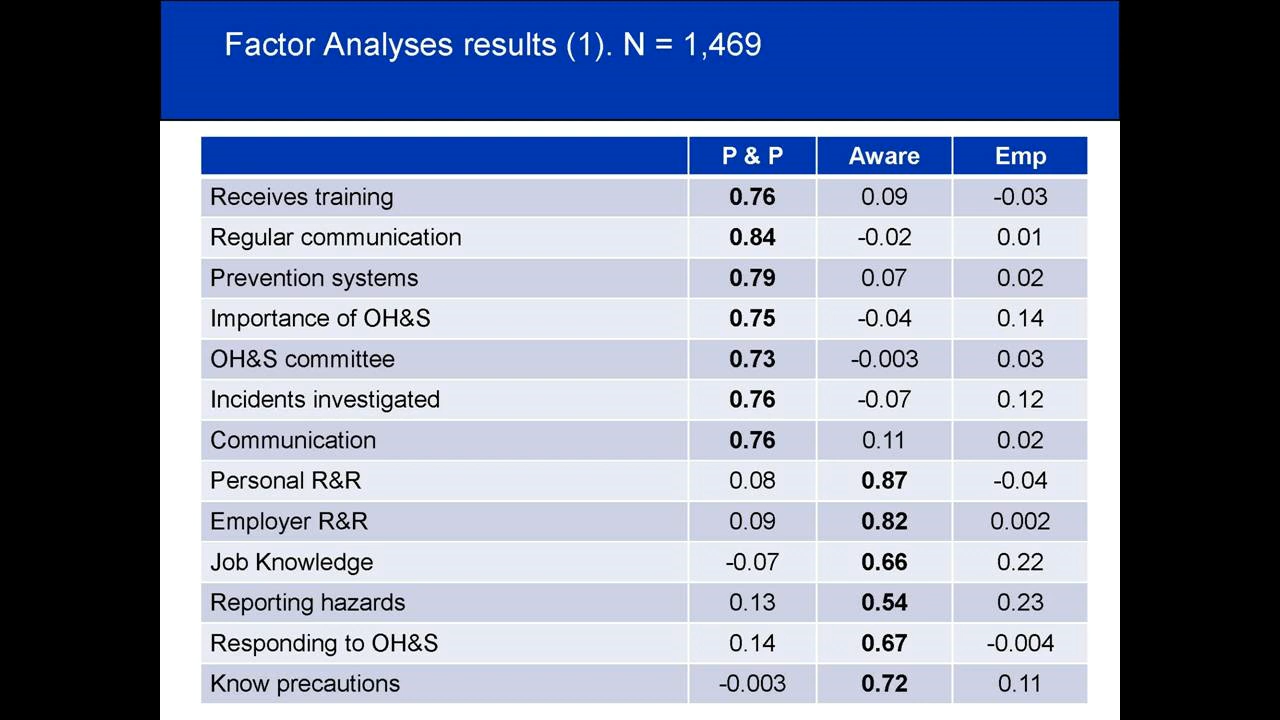 Factor Analyses results (1). N = 1,469
P & P Aware Emp
Receives training 0.76 0.09 -0.03
Regular communication 0.84 -0.02 0.01
Prevention systems 0.79 0.07 0.02
Importance of OH&S 0.75 -0.04 0.14
OH&S committee 0.73 -0.003 0.03
Incidents investigated 0.76 -0.07 0.12
Communication 0.76 0.11 0.02
Personal R&R 0.08 0.87 -0.04
Employer R&R 0.09 0.82 0.002
Job Knowledge -0.07 0.66 0.22
Reporting hazards 0.13 0.54 0.23
Responding to OH&S 0.14 0.67 -0.004
Know precautions -0.003 0.72 0.11